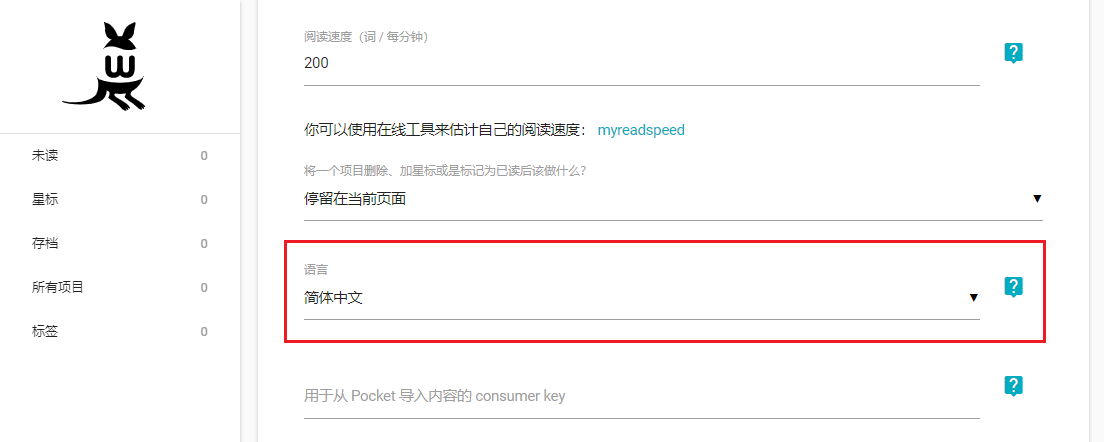 阅读速度（词 / 每分钟）
200
你可以使用在线工具来估计自己的阅读速度： myreadspeed
将一个项目删除、加星标或是标记为已读后该做什么？
停留在当前页面
语言
简体中文
用于从 Pocket 导入内容的 consumer key
未读 0
星标 0
存档 0
所有项目 0
标签 0